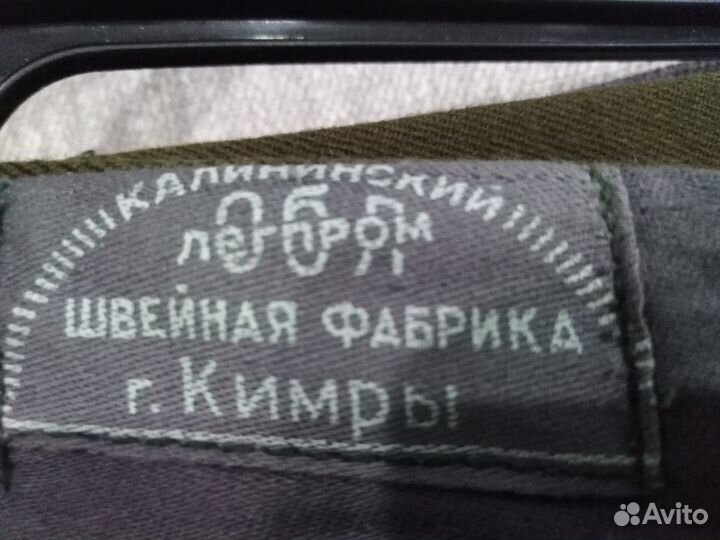 КАЛИНИНСКИЙ
ОБЛ
легпром
ШВЕЙНАЯ ФАБРИКА
г. Кимры
Avito